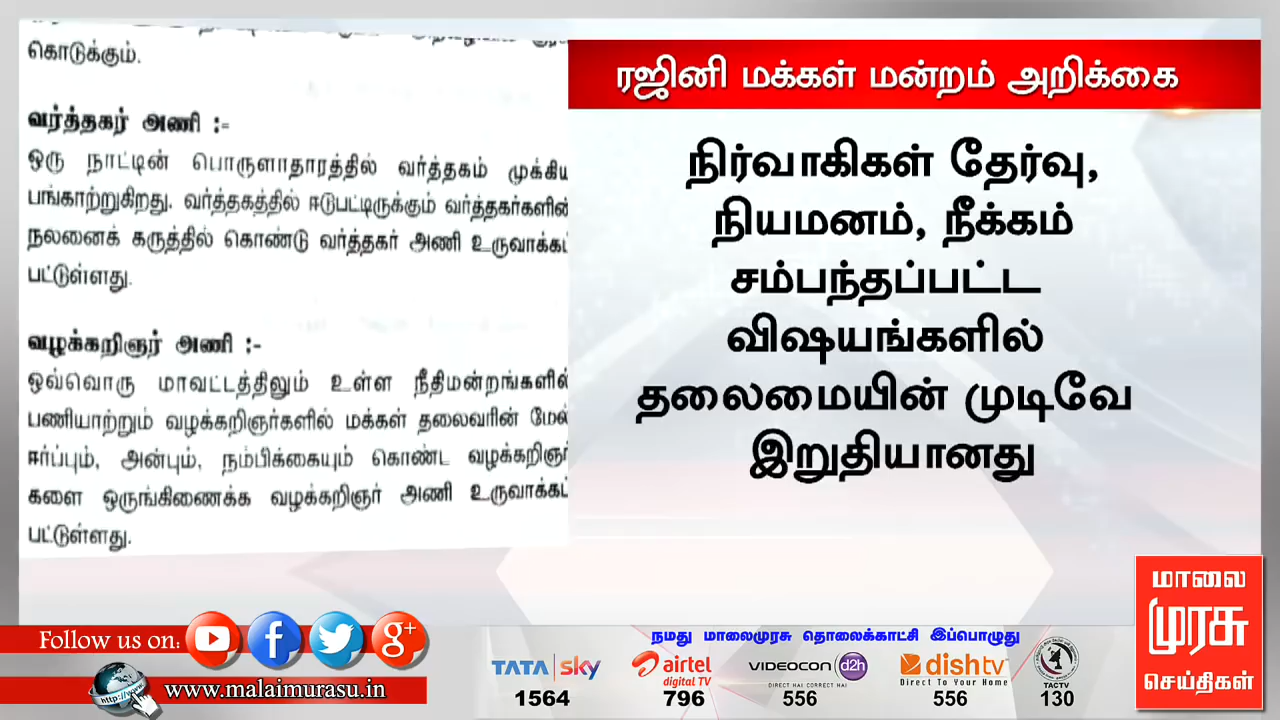 கொடுக்கும்.
வர்த்தகர் அணி :-
ஒரு நாட்டின் பொருளாதாரத்தில் வர்த்தகம் முக்கிய
பங்காற்றுகிறது. வர்த்தகத்தில் ஈடுபட்டிருக்கும் வர்த்தகர்களின்
நலனைக் கருத்தில் கொண்டு வர்த்தகர் அணி உருவாக்கப்
பட்டுள்ளது.
வழக்கறிஞர் அணி :-
ஒவ்வொரு மாவட்டத்திலும் உள்ள நீதிமன்றங்களில்
பணியாற்றும் வழக்கறிஞர்களில் மக்கள் தலைவரின் மேல்
ஈர்ப்பும், அன்பும், நம்பிக்கையும் கொண்ட வழக்கறிஞர்
களை ஒருங்கிணைக்க வழக்கறிஞர் அணி உருவாக்கப்
பட்டுள்ளது.
ரஜினி மக்கள் மன்றம் அறிக்கை
நிர்வாகிகள் தேர்வு,
நியமனம், நீக்கம்
சம்பந்தப்பட்ட
விஷயங்களில்
தலைமையின் முடிவே
இறுதியானது
மாலை
முரசு
செய்திகள்
Follow us on:
g+
http://
www.malaimurasu.in
நமது மாலைமுரசு தொலைக்காட்சி இப்பொழுது
TATA sky
1564
airtel
digital TV
796
VIDEOCON d2h
DIRECT HAI CORRECT HAI
556
dishtv
Direct To Your Home
556
TACTV
130